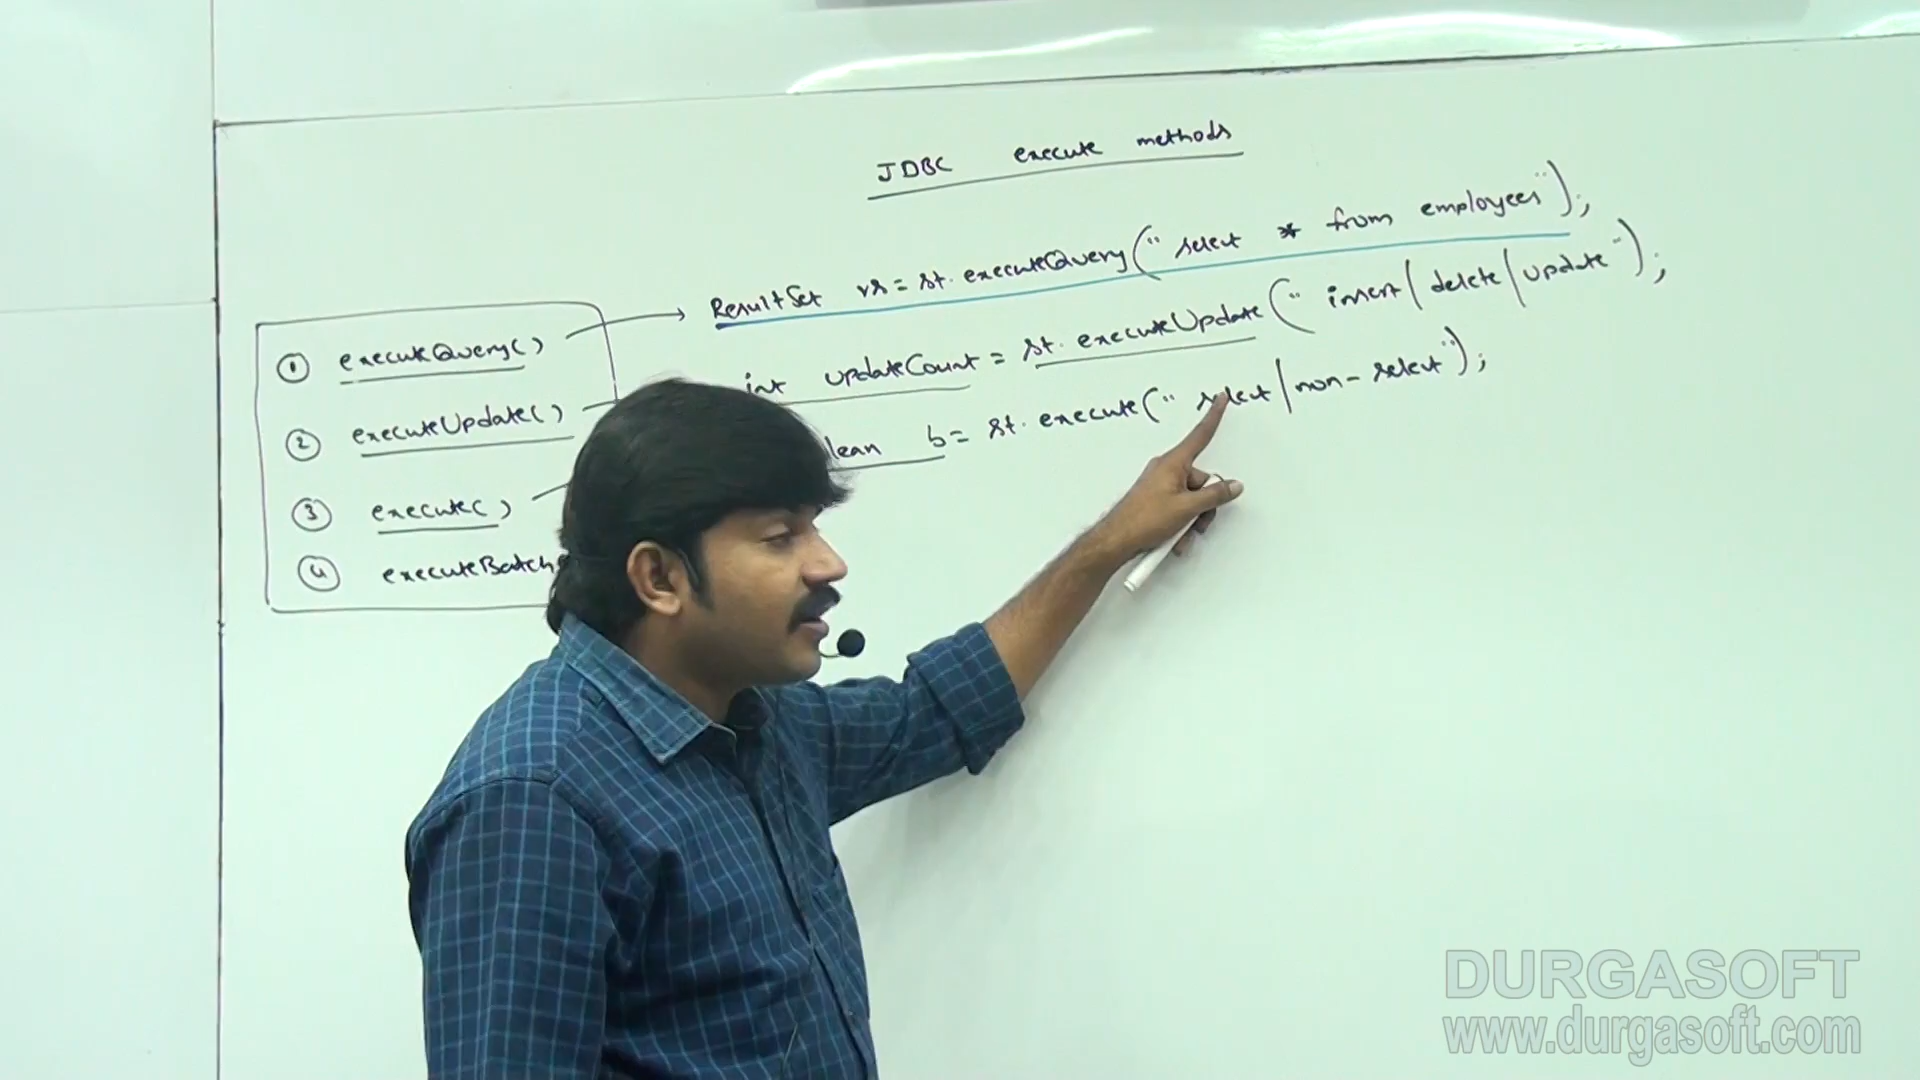 JDBC execute methods
① executeQuery()
② executeUpdate()
③ execute()
④ executeBatch
ResultSet rs = st.executeQuery("select * from employees");
int updateCount = st.executeUpdate("insert/delete/update");
lean b = st.execute("select/non-select");
DURGASOFT
www.durgasoft.com